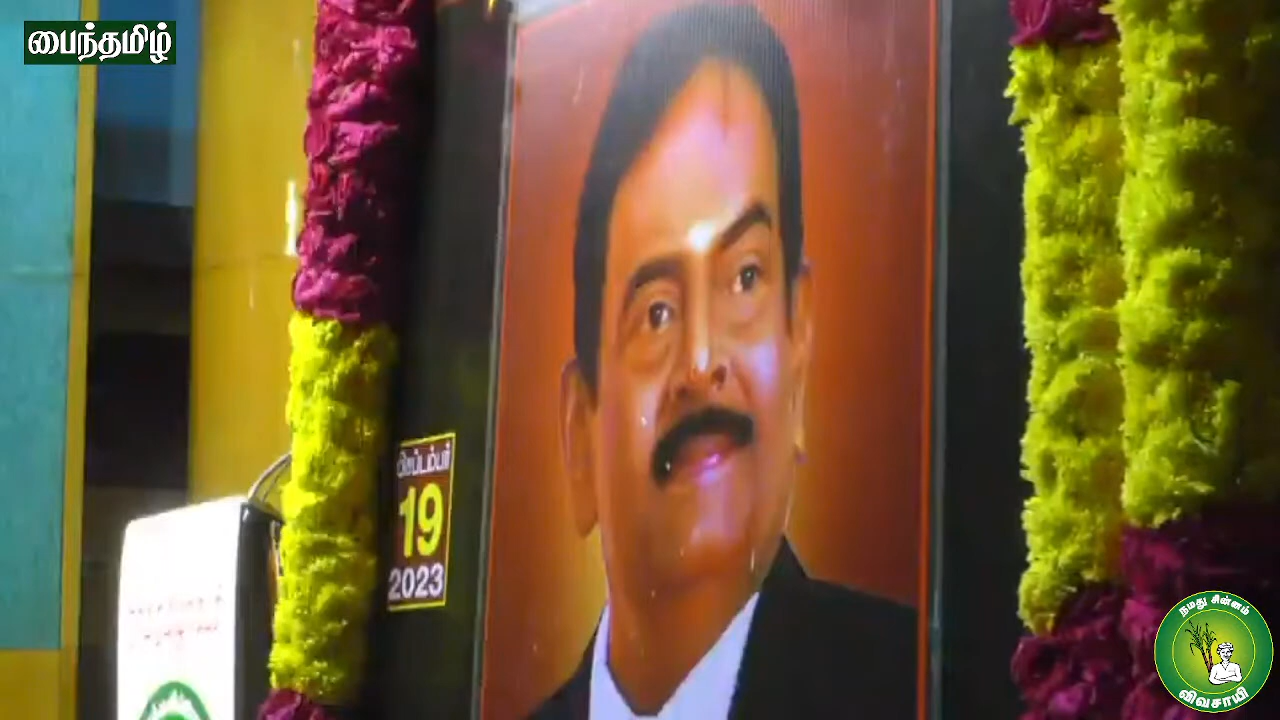 பைந்தமிழ்
செப்டம்பர்
19
2023
நமது சின்னம்
விவசாயி